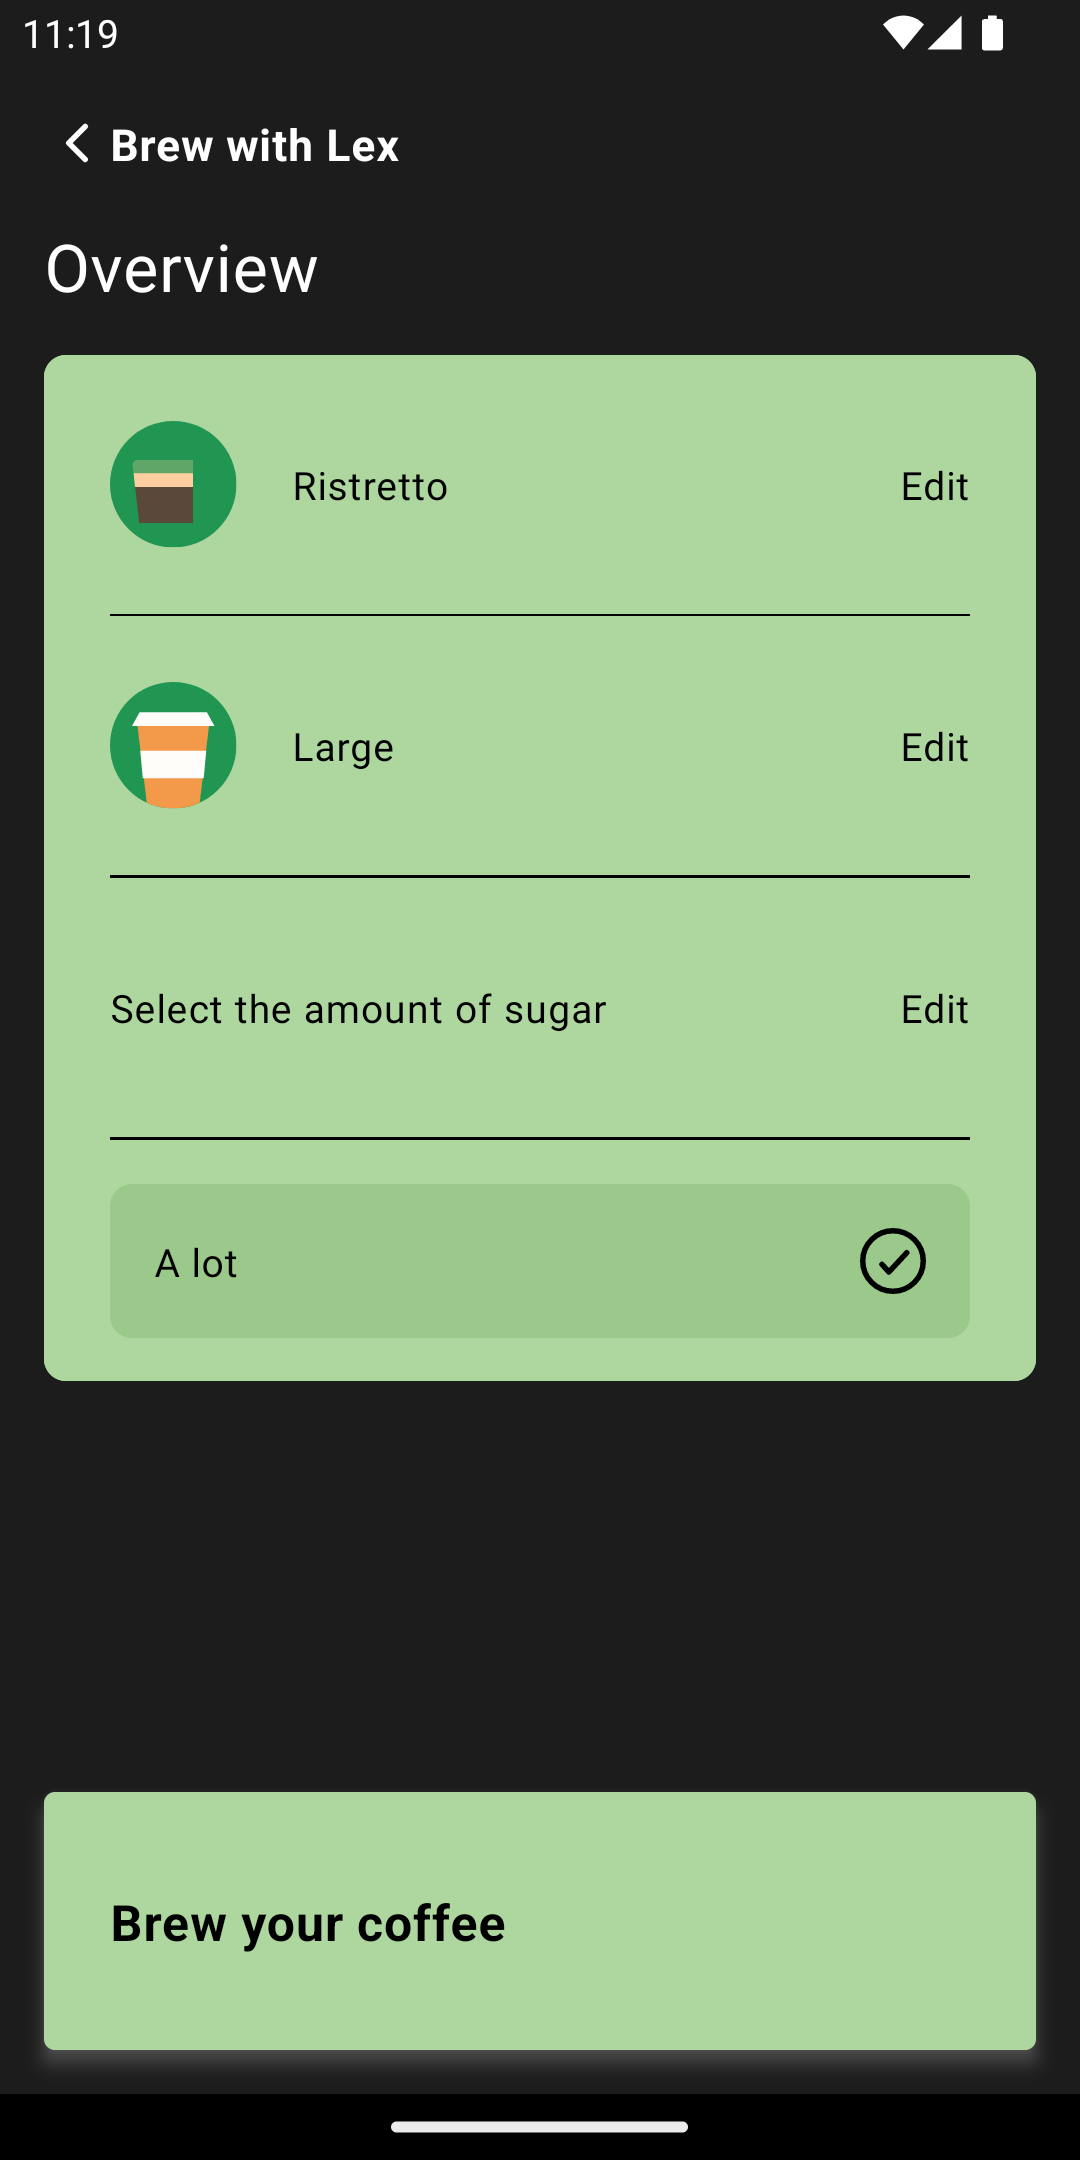 11:19
Brew with Lex
Overview
Ristretto Edit
Large Edit
Select the amount of sugar Edit
A lot
Brew your coffee